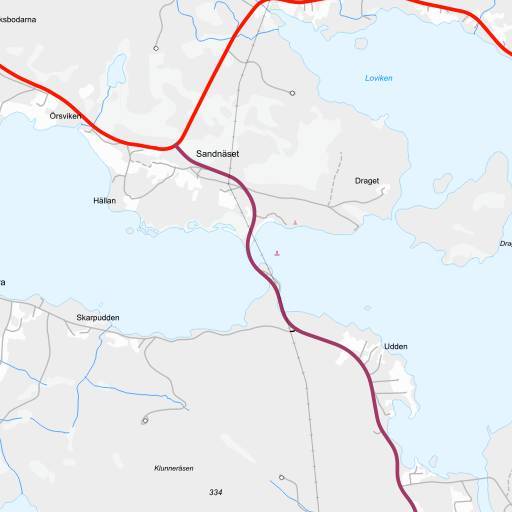 ksbodarna
Loviken
Örsviken
Sandnäset
Draget
Hällan
Drag
a
Skarpudden
Udden
Klunneråsen
334